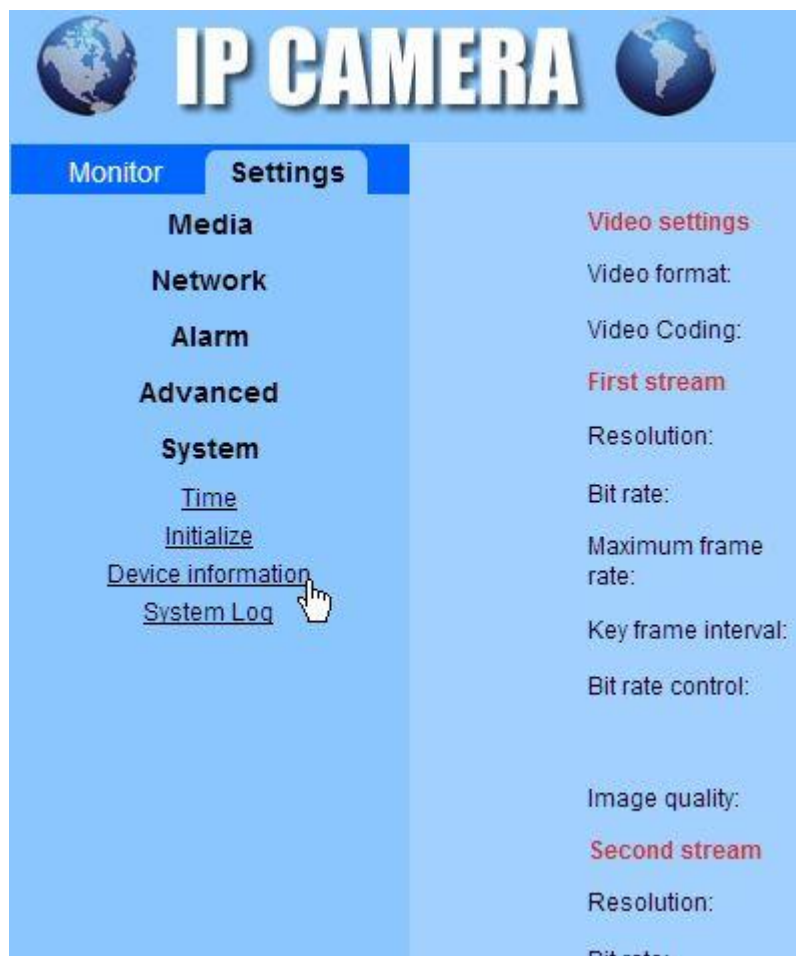 IP CAMERA
Monitor
Settings
Media
Network
Alarm
Advanced
System
Time
Initialize
Device information
System Log
Video settings
Video format:
Video Coding:
First stream
Resolution:
Bit rate:
Maximum frame
rate:
Key frame interval:
Bit rate control:
Image quality:
Second stream
Resolution: